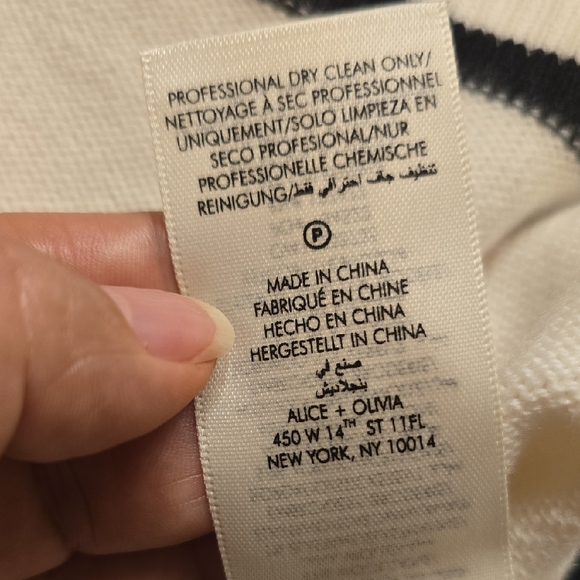 PROFESSIONAL DRY CLEAN ONLY/
NETTOYAGE À SEC PROFESSIONNEL
UNIQUEMENT/SOLO LIMPIEZA EN
SECO PROFESIONAL/NUR
PROFESSIONELLE CHEMISCHE
REINIGUNG/تنظيف جاف احترافي فقط
P
MADE IN CHINA
FABRIQUÉ EN CHINE
HECHO EN CHINA
HERGESTELLT IN CHINA
صنع في
بنجلاديش
ALICE + OLIVIA
450 W 14TH ST 11FL
NEW YORK, NY 10014